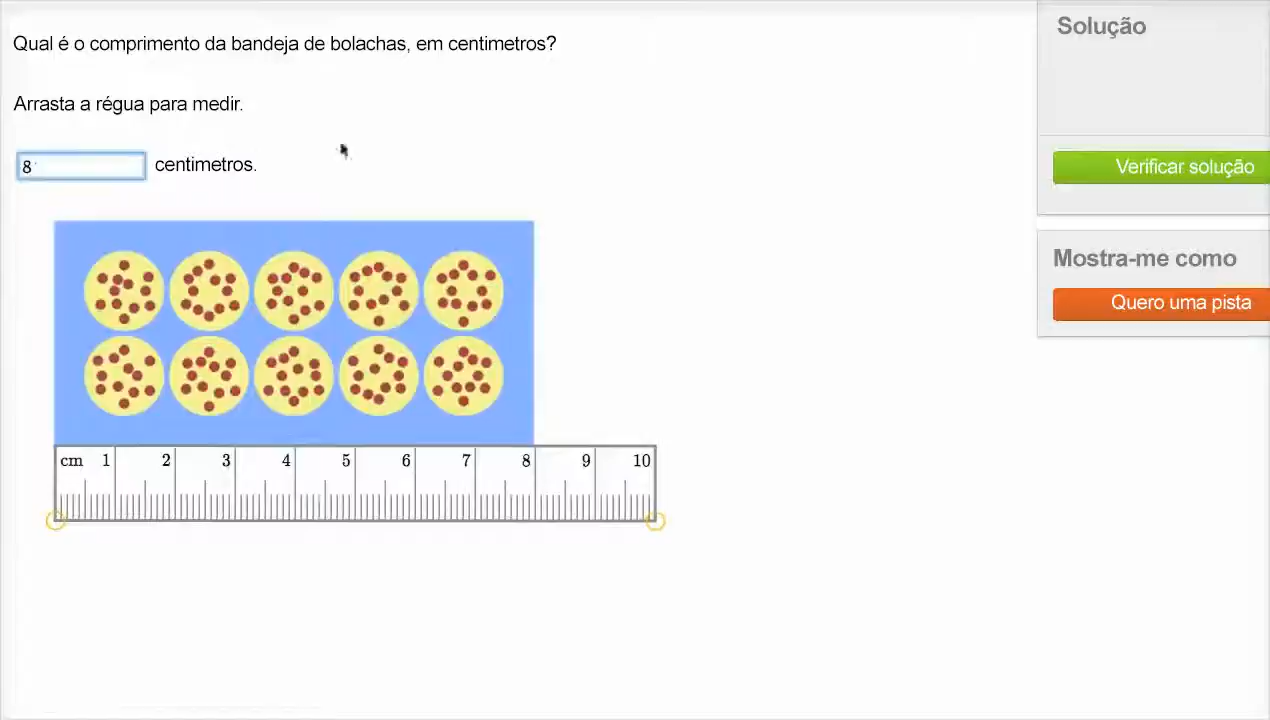 Qual é o comprimento da bandeja de bolachas, em centimetros?
Arrasta a régua para medir.
8 centimetros.
cm 1 2 3 4 5 6 7 8 9 10
Solução
Verificar solução
Mostra-me como
Quero uma pista